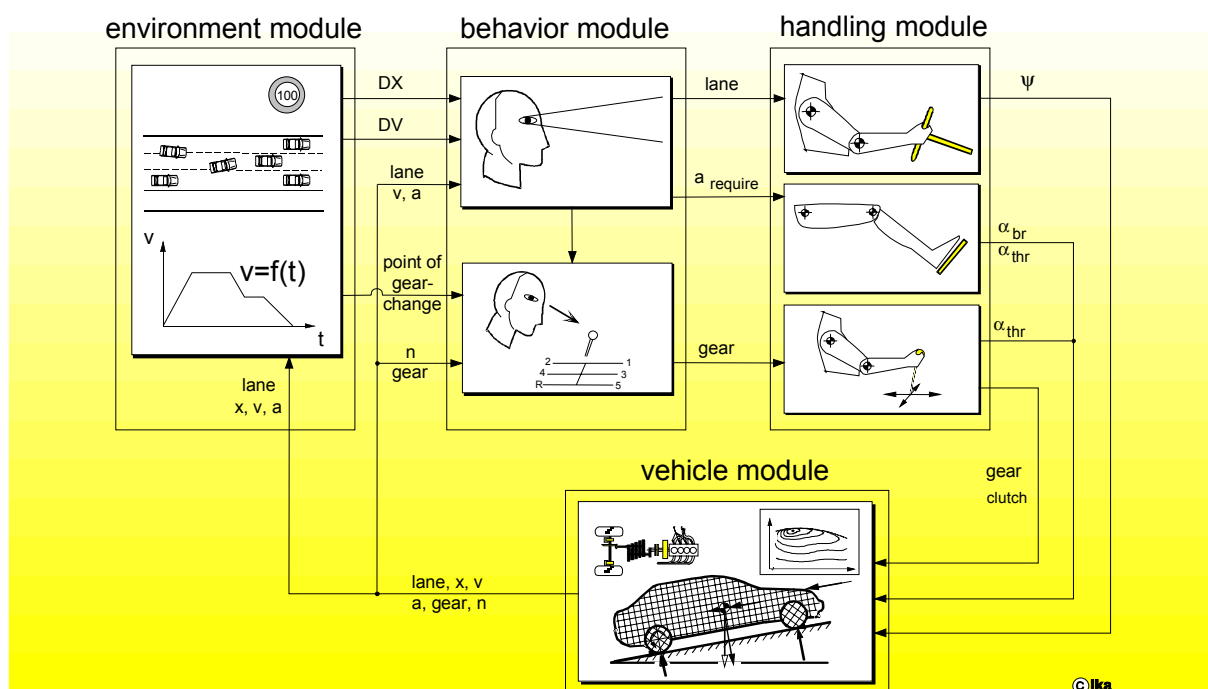 environment module
behavior module
handling module
100
DX
DV
lane
v, a
lane
a require
ψ
α br
α thr
v
v=f(t)
t
point of
gear-
change
n
gear
2 1
4 3
R 5
gear
α thr
lane
x, v, a
gear
clutch
vehicle module
lane, x, v
a, gear, n
© Ika